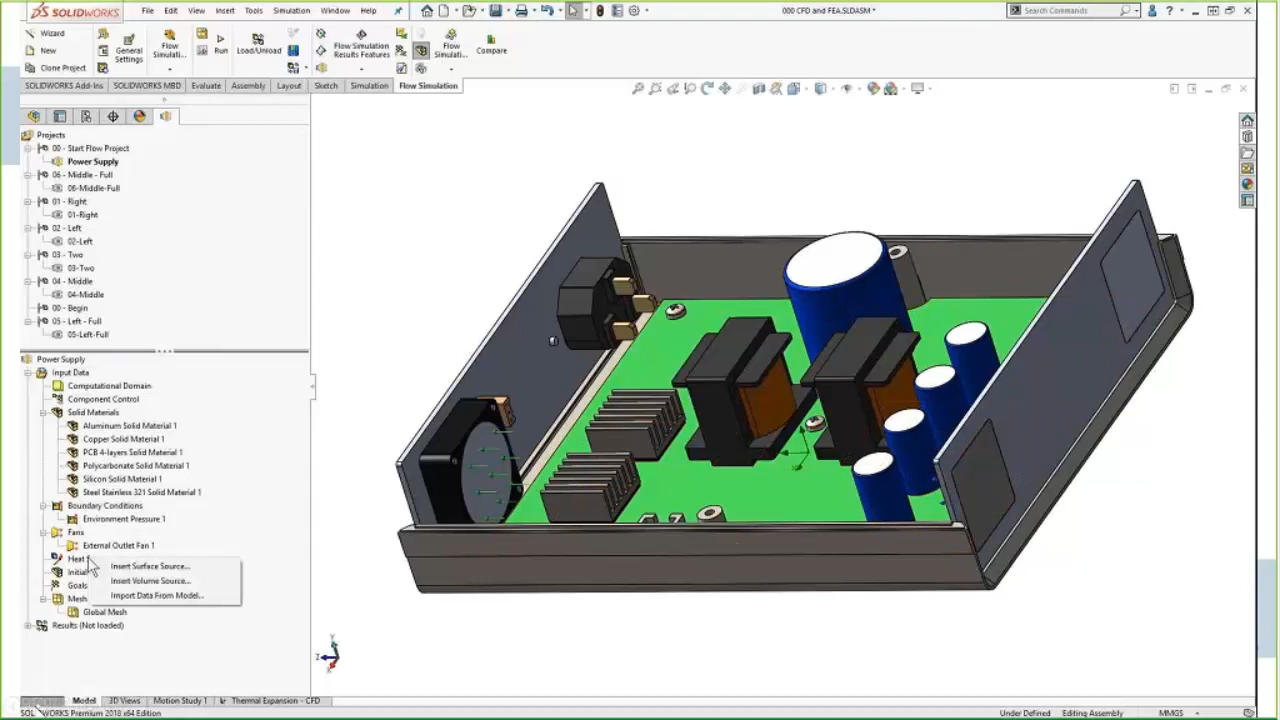 SOLIDWORKS File Edit View Insert Tools Simulation Window Help 000 CFD and FEA.SLDASM * Search Commands
Wizard
New
Clone Project
General Settings
Flow Simulati...
Run
Load/Unload
Flow Simulation Results Features
Flow Simulati...
Compare
SOLIDWORKS Add-Ins SOLIDWORKS MBD Evaluate Assembly Layout Sketch Simulation Flow Simulation
Projects
00 - Start Flow Project
Power Supply
06 - Middle - Full
06-Middle-Full
01 - Right
01-Right
02 - Left
02-Left
03 - Two
03-Two
04 - Middle
04-Middle
00 - Begin
05 - Left - Full
05-Left-Full
Power Supply
Input Data
Computational Domain
Component Control
Solid Materials
Aluminum Solid Material 1
Copper Solid Material 1
PCB 4-layers Solid Material 1
Polycarbonate Solid Material 1
Silicon Solid Material 1
Steel Stainless 321 Solid Material 1
Boundary Conditions
Environment Pressure 1
Fans
External Outlet Fan 1
Heat
Initial
Goals
Mesh
Global Mesh
Results (Not loaded)
Insert Surface Source...
Insert Volume Source...
Import Data From Model...
Y
Z
X
Model 3D Views Motion Study 1 Thermal Expansion - CFD
SOLIDWORKS Premium 2018 x64 Edition Under Defined Editing Assembly MMGS